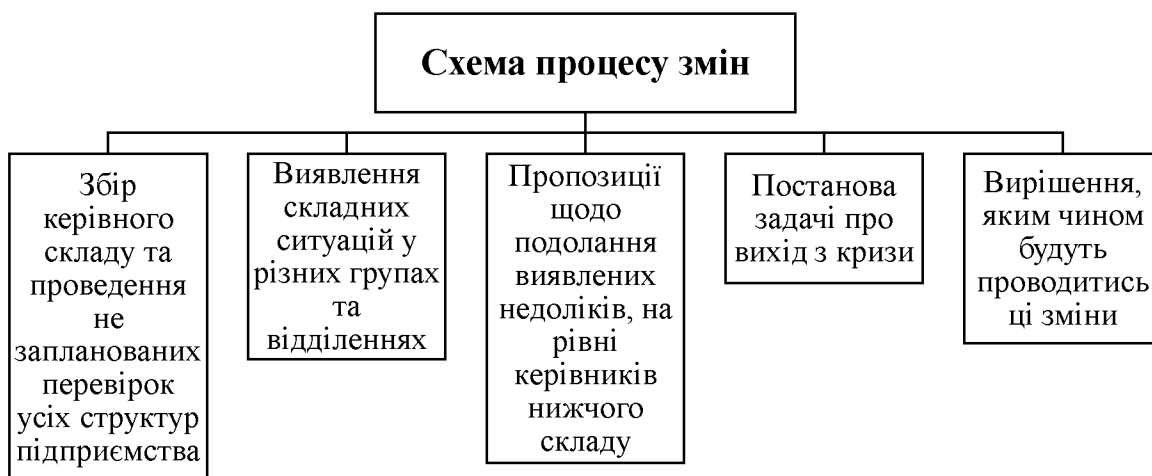 Схема процесу змін
Збір
керівного
складу та
проведення
не
запланованих
перевірок
усіх структур
підприємства
Виявлення
складних
ситуацій у
різних групах
та
відділеннях
Пропозиції
щодо
подолання
виявлених
недоліків, на
рівні
керівників
нижчого
складу
Постанова
задачі про
вихід з кризи
Вирішення,
яким чином
будуть
проводитись
ці зміни